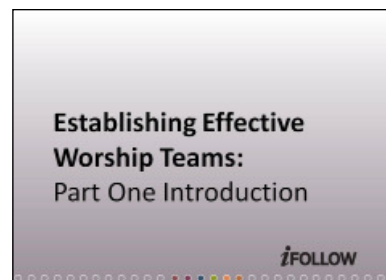 Establishing Effective
Worship Teams:
Part One Introduction
iFOLLOW